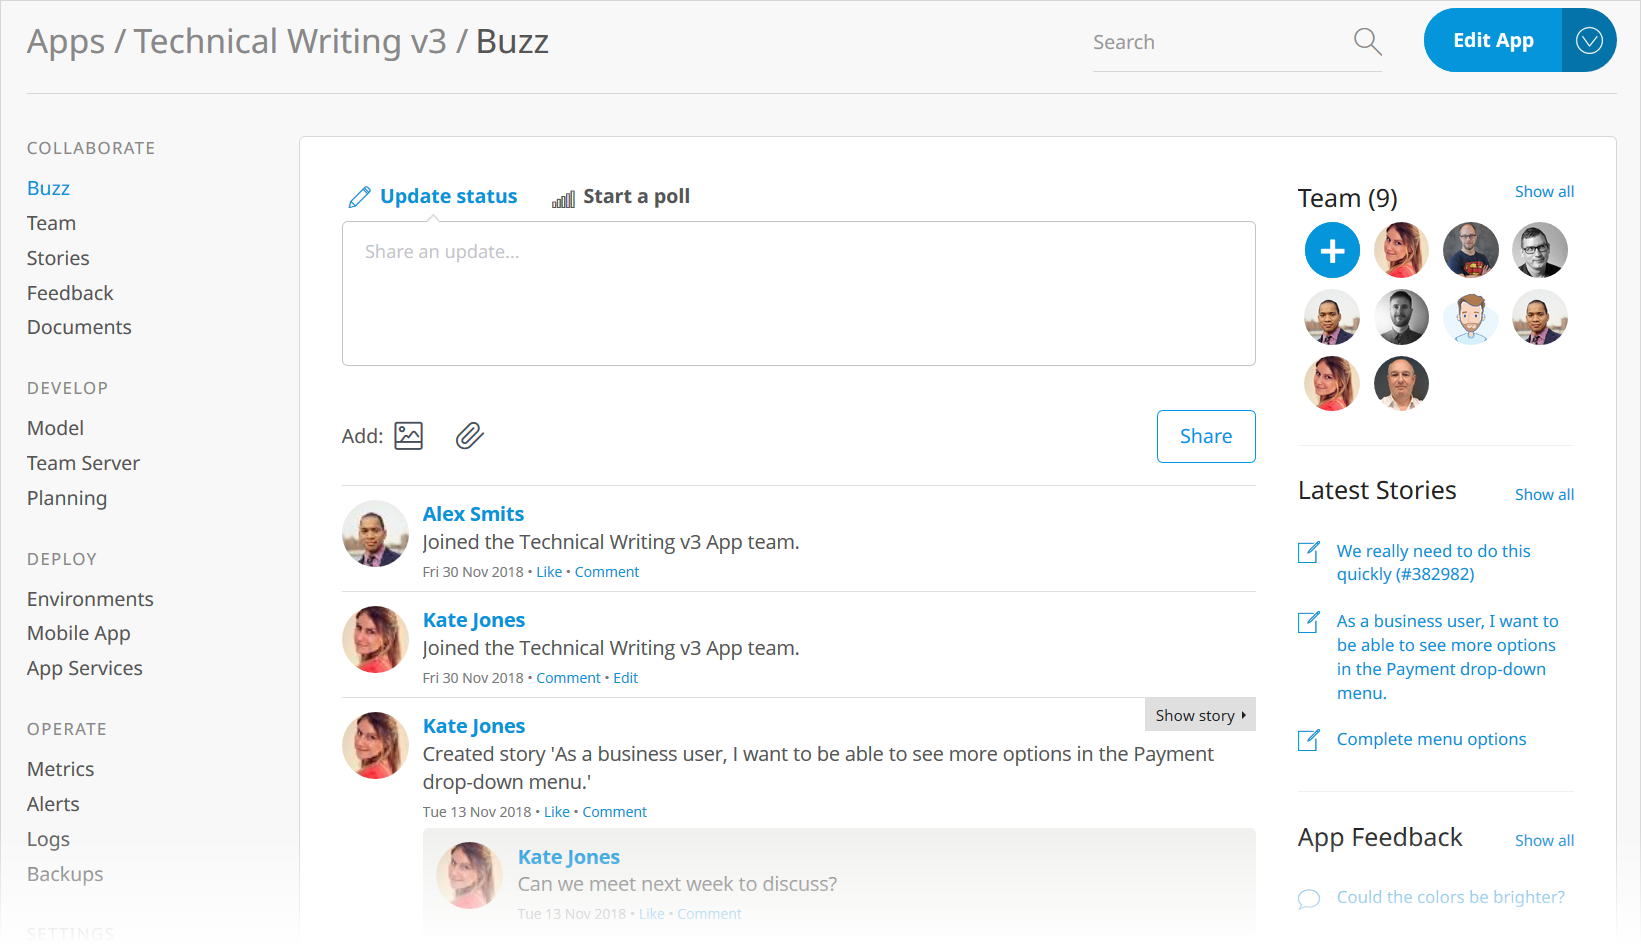 Apps / Technical Writing v3 / Buzz
Search
Edit App
COLLABORATE
Buzz
Team
Stories
Feedback
Documents
DEVELOP
Model
Team Server
Planning
DEPLOY
Environments
Mobile App
App Services
OPERATE
Metrics
Alerts
Logs
Backups
SETTINGS
Update status
Start a poll
Share an update...
Add:
Share
Alex Smits
Joined the Technical Writing v3 App team.
Fri 30 Nov 2018 • Like • Comment
Kate Jones
Joined the Technical Writing v3 App team.
Fri 30 Nov 2018 • Comment • Edit
Show story
Kate Jones
Created story 'As a business user, I want to be able to see more options in the Payment
drop-down menu.'
Tue 13 Nov 2018 • Like • Comment
Kate Jones
Can we meet next week to discuss?
Tue 13 Nov 2018 • Like • Comment
Team (9)
Show all
Latest Stories
Show all
We really need to do this
quickly (#382982)
As a business user, I want to
be able to see more options
in the Payment drop-down
menu.
Complete menu options
App Feedback
Show all
Could the colors be brighter?